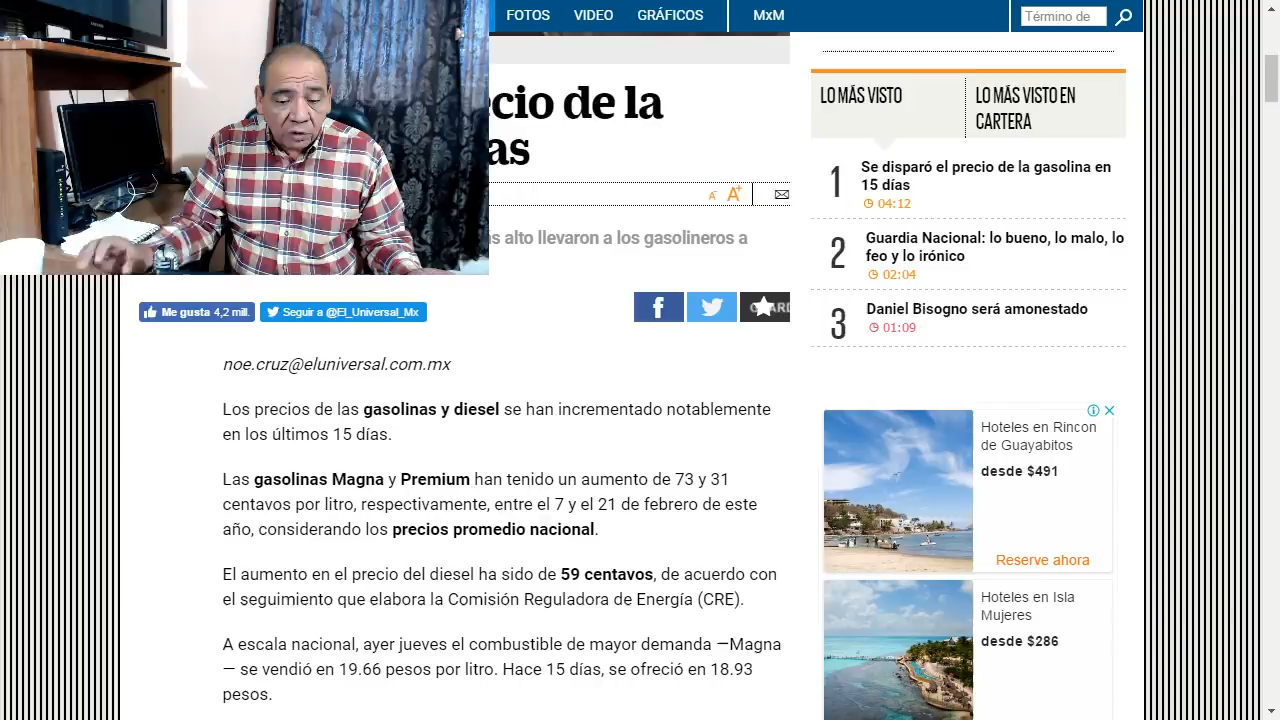 FOTOS VIDEO GRÁFICOS MxM Término de
cio de la
as
A- A+
s alto llevaron a los gasolineros a
Me gusta 4,2 mill. Seguir a @El_Universal_Mx
noe.cruz@eluniversal.com.mx
Los precios de las gasolinas y diesel se han incrementado notablemente
en los últimos 15 días.
Las gasolinas Magna y Premium han tenido un aumento de 73 y 31
centavos por litro, respectivamente, entre el 7 y el 21 de febrero de este
año, considerando los precios promedio nacional.
El aumento en el precio del diesel ha sido de 59 centavos, de acuerdo con
el seguimiento que elabora la Comisión Reguladora de Energía (CRE).
A escala nacional, ayer jueves el combustible de mayor demanda —Magna
— se vendió en 19.66 pesos por litro. Hace 15 días, se ofreció en 18.93
pesos.
LO MÁS VISTO
LO MÁS VISTO EN
CARTERA
1
Se disparó el precio de la gasolina en
15 días
04:12
2
Guardia Nacional: lo bueno, lo malo, lo
feo y lo irónico
02:04
3
Daniel Bisogno será amonestado
01:09
Hoteles en Rincon
de Guayabitos
desde $491
Reserve ahora
Hoteles en Isla
Mujeres
desde $286